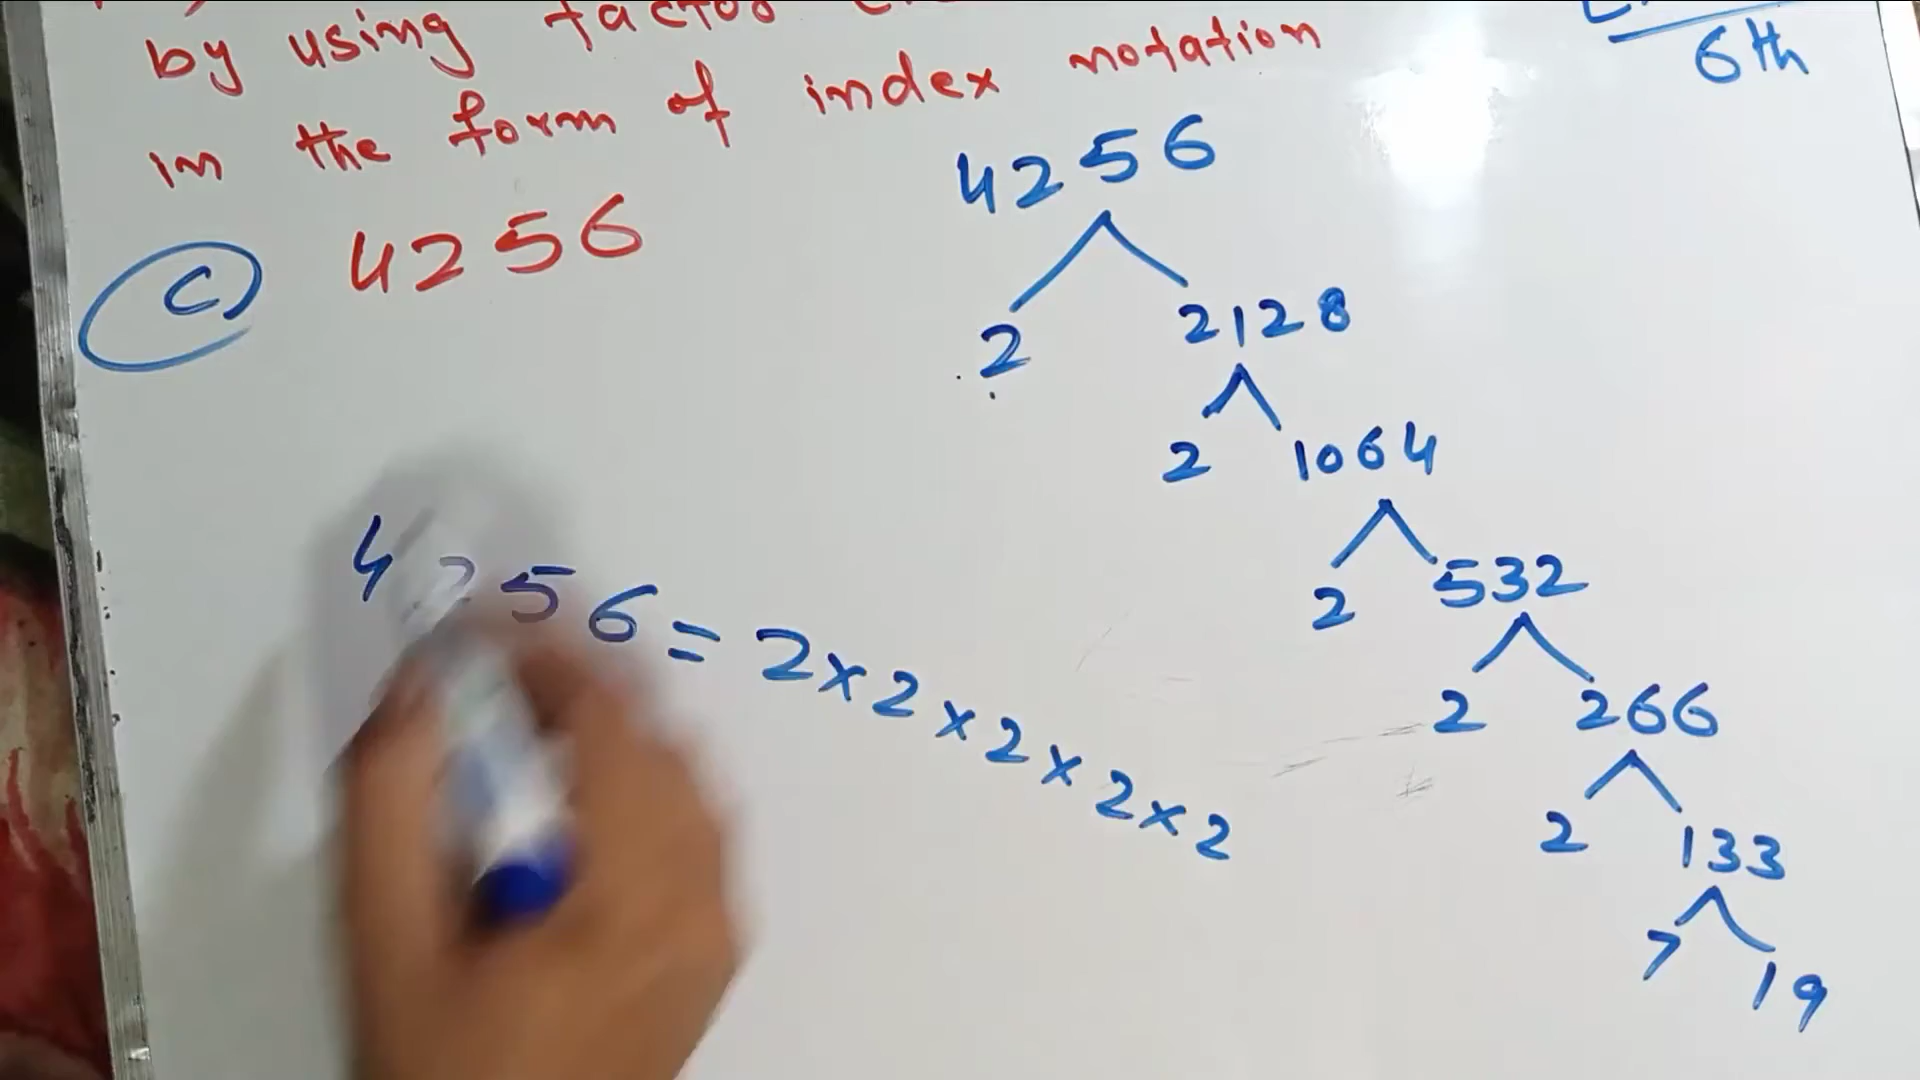 by using factor
6th
in the form of index notation
c) 4256
4256
2 2128
2 1064
2 532
2 266
2 133
7 19
4256 = 2 × 2 × 2 × 2 × 2